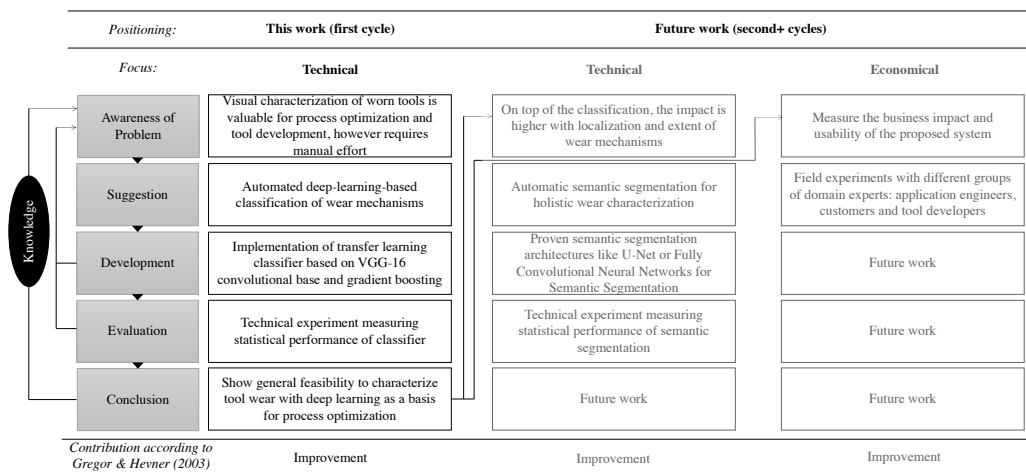 Positioning:
This work (first cycle)
Future work (second+ cycles)
Focus:
Technical
Technical
Economical
Knowledge
Awareness of
Problem
Visual characterization of worn tools is
valuable for process optimization and
tool development, however requires
manual effort
On top of the classification, the impact is
higher with localization and extent of
wear mechanisms
Measure the business impact and
usability of the proposed system
Suggestion
Automated deep-learning-based
classification of wear mechanisms
Automatic semantic segmentation for
holistic wear characterization
Field experiments with different groups
of domain experts: application engineers,
customers and tool developers
Development
Implementation of transfer learning
classifier based on VGG-16
convolutional base and gradient boosting
Proven semantic segmentation
architectures like U-Net or Fully
Convolutional Neural Networks for
Semantic Segmentation
Future work
Evaluation
Technical experiment measuring
statistical performance of classifier
Technical experiment measuring
statistical performance of semantic
segmentation
Future work
Conclusion
Show general feasibility to characterize
tool wear with deep learning as a basis
for process optimization
Future work
Future work
Contribution according to
Gregor & Hevner (2003)
Improvement
Improvement
Improvement